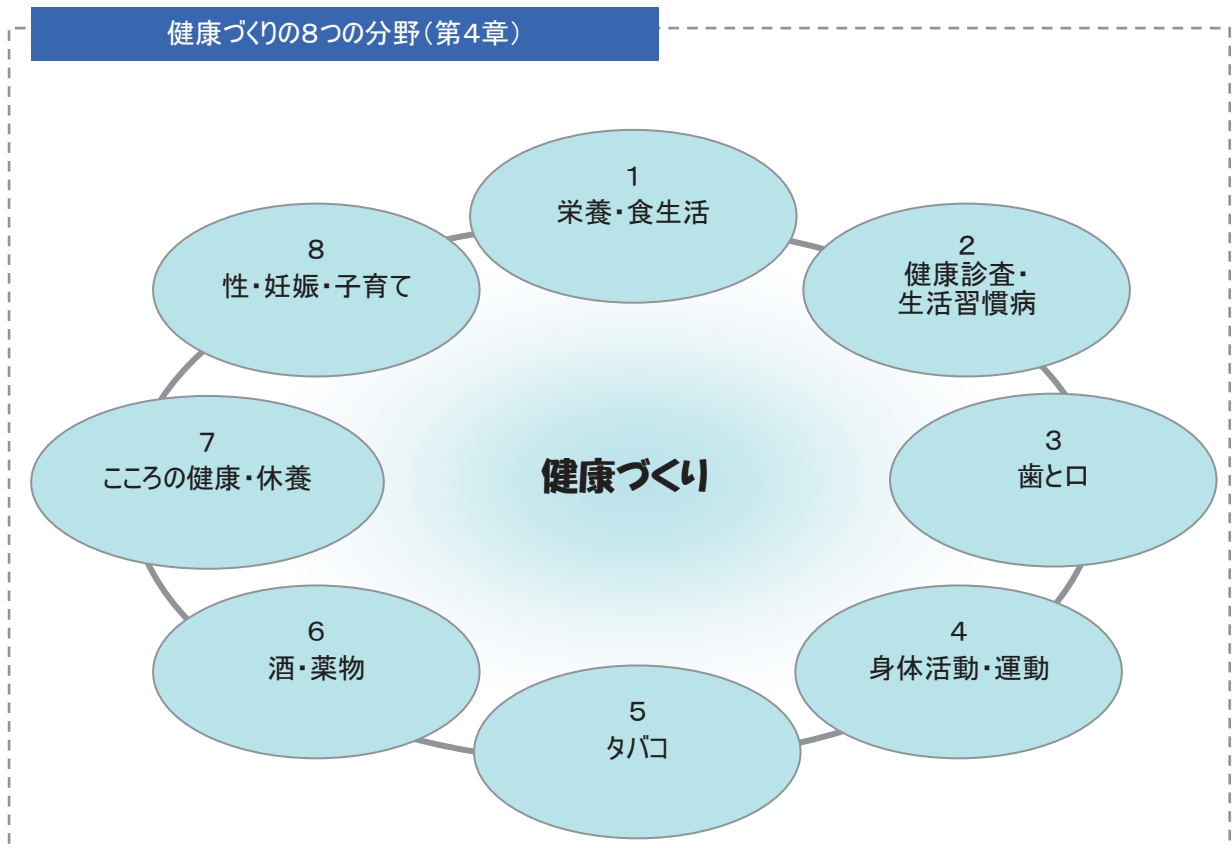 健康づくりの8つの分野（第4章）
1
栄養・食生活
2
健康診査・
生活習慣病
3
歯と口
4
身体活動・運動
5
タバコ
6
酒・薬物
7
こころの健康・休養
8
性・妊娠・子育て
健康づくり